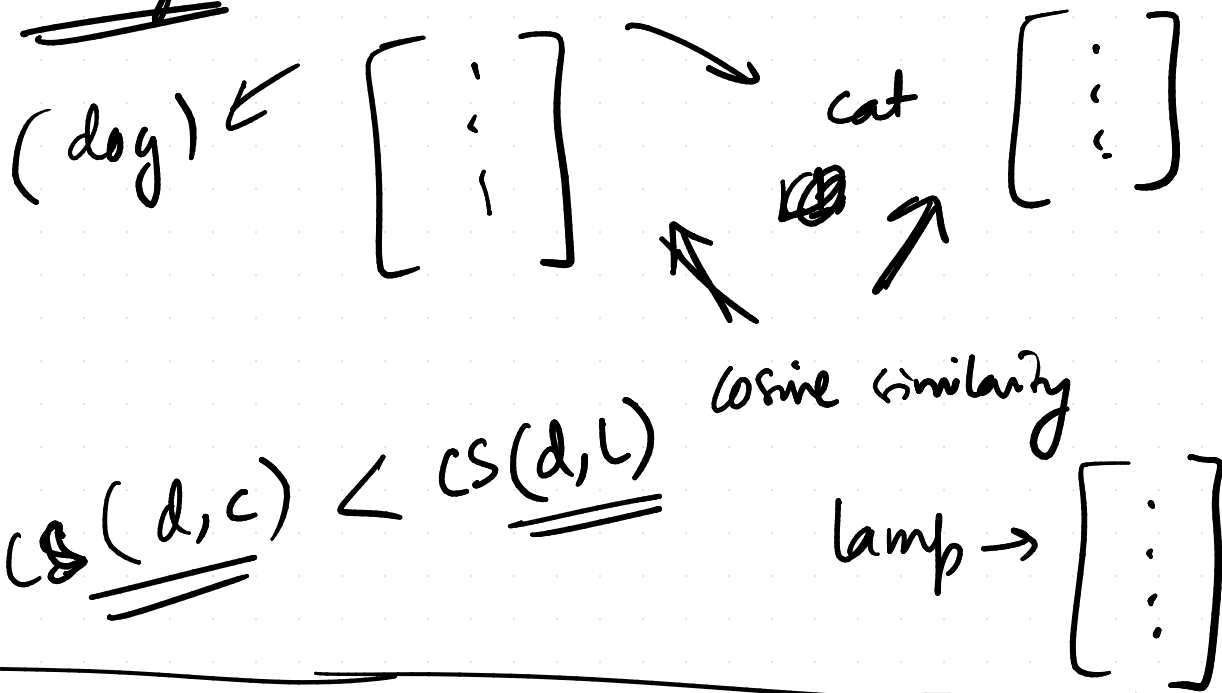 (dog)
cat
cosine similarity
cs(d,c) < cs(d,l)
lamp →